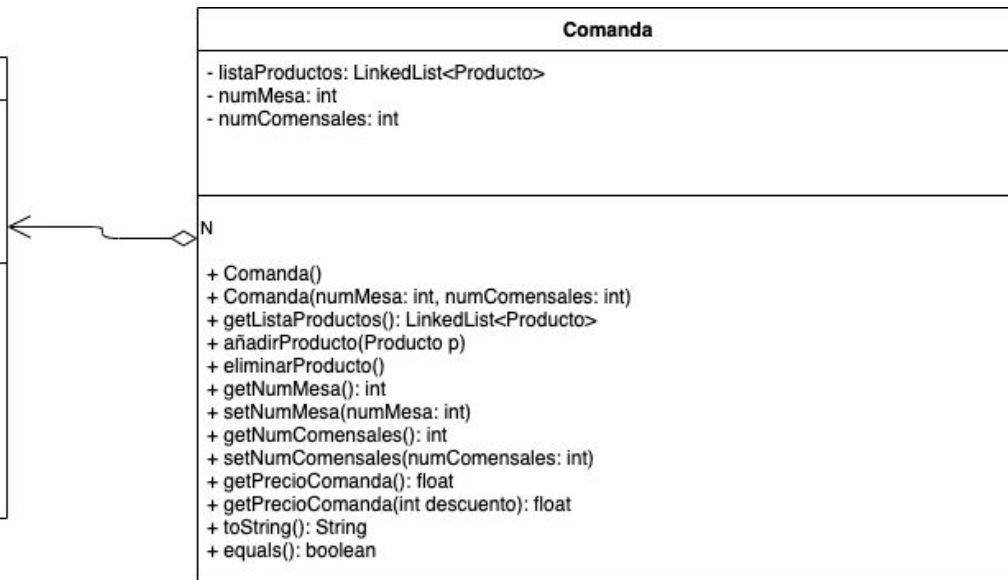 Comanda
- listaProductos: LinkedList<Producto>
- numMesa: int
- numComensales: int
N
+ Comanda()
+ Comanda(numMesa: int, numComensales: int)
+ getListaProductos(): LinkedList<Producto>
+ añadirProducto(Producto p)
+ eliminarProducto()
+ getNumMesa(): int
+ setNumMesa(numMesa: int)
+ getNumComensales(): int
+ setNumComensales(numComensales: int)
+ getPrecioComanda(): float
+ getPrecioComanda(int descuento): float
+ toString(): String
+ equals(): boolean